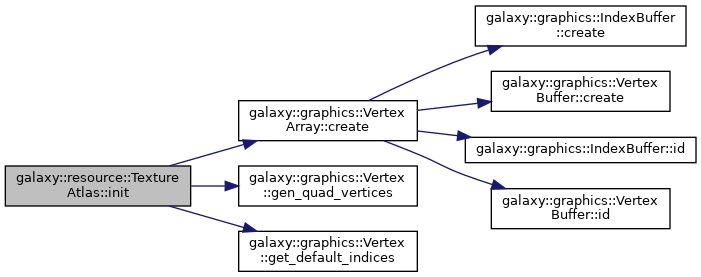 galaxy::resource::Texture
Atlas::init
galaxy::graphics::Vertex
Array::create
galaxy::graphics::Vertex
::gen_quad_vertices
galaxy::graphics::Vertex
::get_default_indices
galaxy::graphics::IndexBuffer
::create
galaxy::graphics::Vertex
Buffer::create
galaxy::graphics::IndexBuffer::id
galaxy::graphics::Vertex
Buffer::id